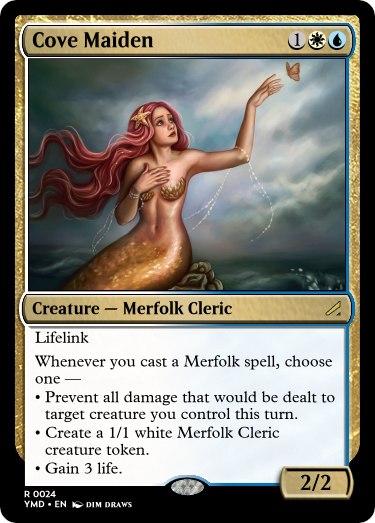 Cove Maiden 1
Creature — Merfolk Cleric
Lifelink
Whenever you cast a Merfolk spell, choose
one —
• Prevent all damage that would be dealt to
target creature you control this turn.
• Create a 1/1 white Merfolk Cleric
creature token.
• Gain 3 life.
2/2
R 0024
YMD • EN DIM DRAWS